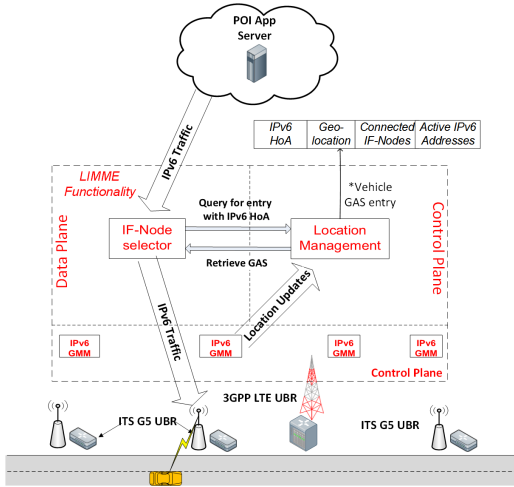 POI App
Server
IPv6 Traffic
IPv6
HoA
Geo-
location
Connected
IF-Nodes
Active IPv6
Addresses
LIMME
Functionality
*Vehicle
GAS entry
Query for entry
with IPv6 HoA
Data Plane
IF-Node
selector
Location
Management
Control Plane
Retrieve GAS
Location Updates
IPv6 Traffic
IPv6
GMM
IPv6
GMM
IPv6
GMM
IPv6
GMM
Control Plane
3GPP LTE UBR
ITS G5 UBR
ITS G5 UBR